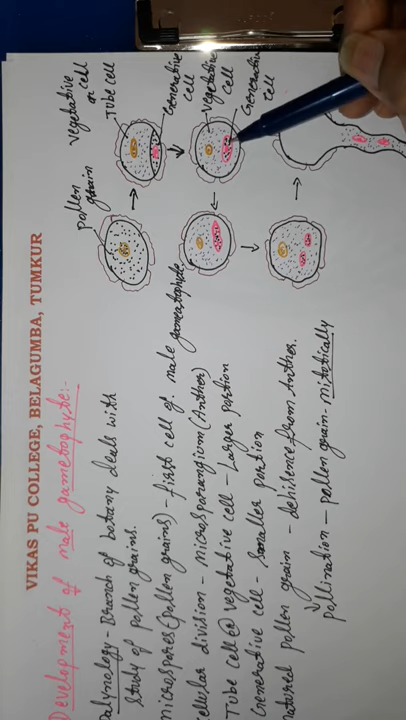 VIKAS PU COLLEGE, BELAGUMBA, TUMKUR
Development of male gametophyte:-
Palynology - Branch of botany deals with
Study of pollen grains.
microspores (pollen grains) - first cell of male gameatophyte
cellular division - microsporangium (Anther)
Tube cell @ vegetative cell - Larger portion
Generative cell - smaller portion
matured pollen grain - dehisence from Anther.
pollination - pollen grain - mitotically
pollen
grain
vegetative
or
cell
Tube cell
Generative
cell
vegetative
cell
Generative
cell